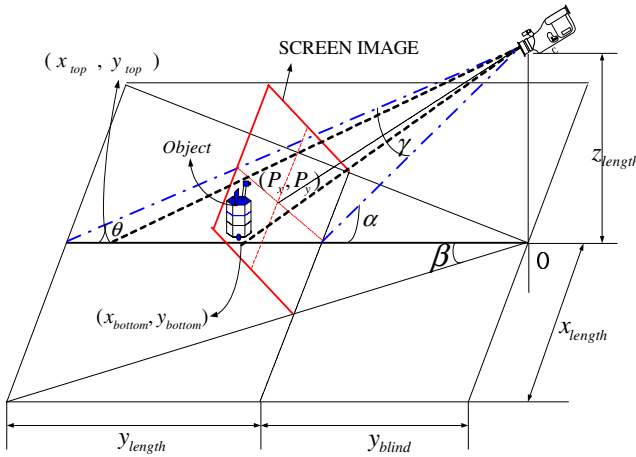 SCREEN IMAGE
(x_top , y_top)
Object
(P_x, P_y)
γ
z_length
θ
α
β
0
(x_bottom, y_bottom)
x_length
y_length
y_blind